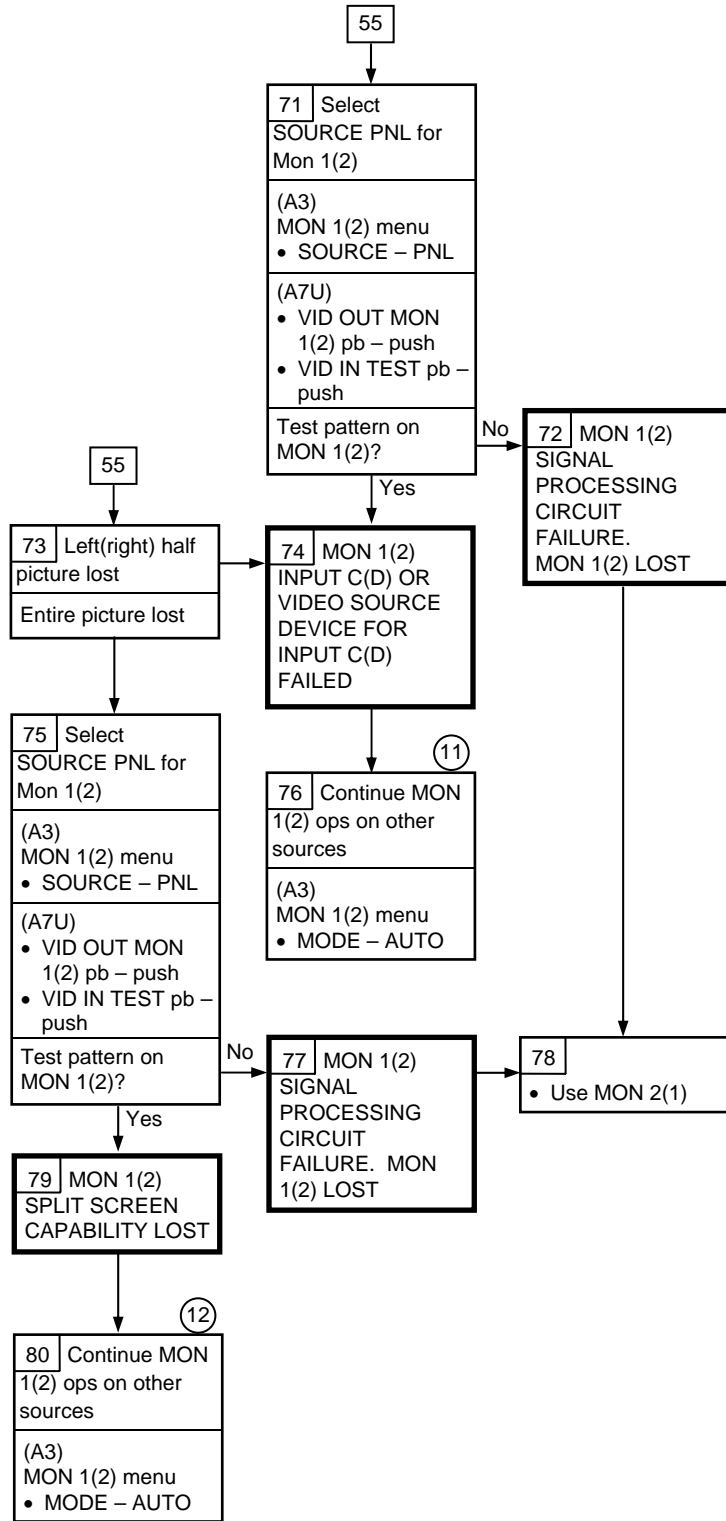 55
71 Select
SOURCE PNL for
Mon 1(2)
(A3)
MON 1(2) menu
• SOURCE – PNL
(A7U)
• VID OUT MON
1(2) pb – push
• VID IN TEST pb –
push
Test pattern on
MON 1(2)?
No
Yes
72 MON 1(2)
SIGNAL
PROCESSING
CIRCUIT
FAILURE.
MON 1(2) LOST
55
73 Left(right) half
picture lost
Entire picture lost
74 MON 1(2)
INPUT C(D) OR
VIDEO SOURCE
DEVICE FOR
INPUT C(D)
FAILED
75 Select
SOURCE PNL for
Mon 1(2)
(A3)
MON 1(2) menu
• SOURCE – PNL
(A7U)
• VID OUT MON
1(2) pb – push
• VID IN TEST pb –
push
Test pattern on
MON 1(2)?
No
Yes
11
76 Continue MON
1(2) ops on other
sources
(A3)
MON 1(2) menu
• MODE – AUTO
77 MON 1(2)
SIGNAL
PROCESSING
CIRCUIT
FAILURE. MON
1(2) LOST
78
• Use MON 2(1)
79 MON 1(2)
SPLIT SCREEN
CAPABILITY LOST
12
80 Continue MON
1(2) ops on other
sources
(A3)
MON 1(2) menu
• MODE – AUTO